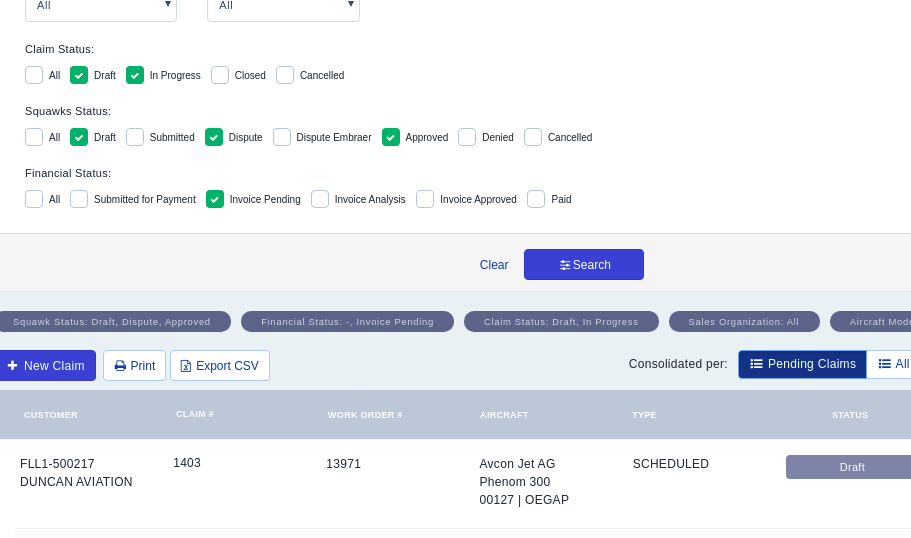 All All
Claim Status:
All Draft In Progress Closed Cancelled
Squawks Status:
All Draft Submitted Dispute Dispute Embraer Approved Denied Cancelled
Financial Status:
All Submitted for Payment Invoice Pending Invoice Analysis Invoice Approved Paid
Clear Search
Squawk Status: Draft, Dispute, Approved Financial Status: -, Invoice Pending Claim Status: Draft, In Progress Sales Organization: All Aircraft Mode
New Claim Print Export CSV Consolidated per: Pending Claims All
CUSTOMER CLAIM # WORK ORDER # AIRCRAFT TYPE STATUS
FLL1-500217 1403 13971 Avcon Jet AG SCHEDULED Draft
DUNCAN AVIATION Phenom 300
00127 | OEGAP